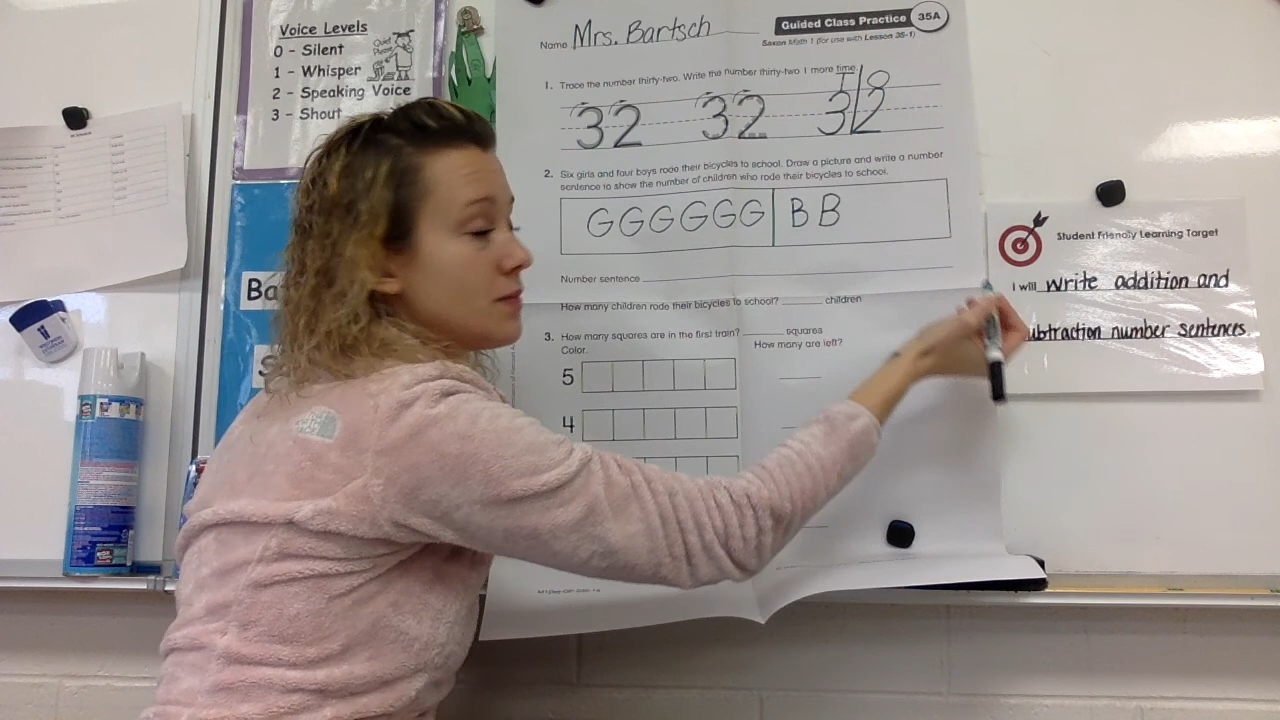 Voice Levels
0 - Silent
Quiet
Please
1 - Whisper
2 - Speaking Voice
3 - Shout
Name Mrs. Bartsch
Guided Class Practice 35A
Saxon Math 1 (for use with Lesson 35-1)
1. Trace the number thirty-two. Write the number thirty-two 1 more time.
T O
32 32 32
2. Six girls and four boys rode their bicycles to school. Draw a picture and write a number
sentence to show the number of children who rode their bicycles to school.
GGGGGG BB
Number sentence
How many children rode their bicycles to school? children
3. How many squares are in the first train? squares
Color. How many are left?
5
4
Student Friendly Learning Target
I will write addition and
ubtraction number sentences
Ba
S